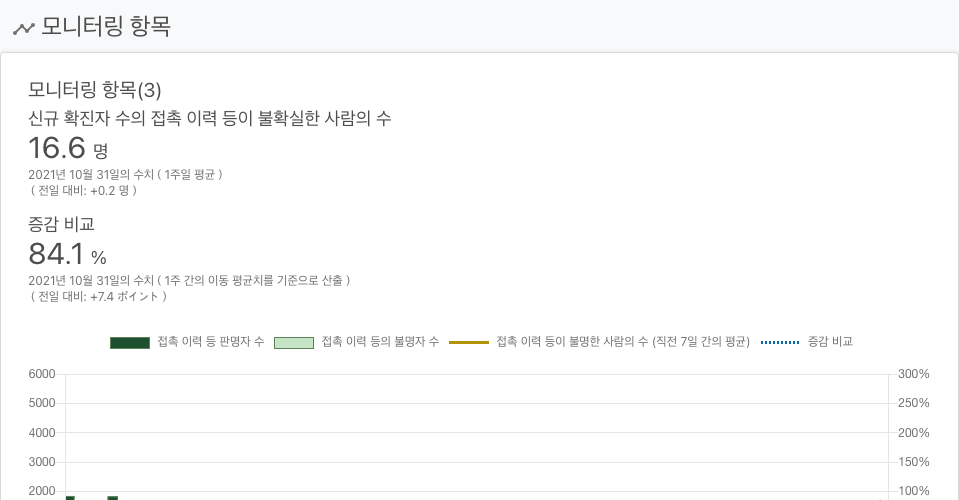 모니터링 항목
모니터링 항목(3)
신규 확진자 수의 접촉 이력 등이 불확실한 사람의 수
16.6 명
2021년 10월 31일의 수치 ( 1주일 평균 )
( 전일 대비: +0.2 명 )
증감 비교
84.1 %
2021년 10월 31일의 수치 ( 1주 간의 이동 평균치를 기준으로 산출 )
( 전일 대비: +7.4 ポイント )
접촉 이력 등 판명자 수 접촉 이력 등의 불명자 수 접촉 이력 등이 불명한 사람의 수 (직전 7일 간의 평균) 증감 비교
6000 300%
5000 250%
4000 200%
3000 150%
2000 100%